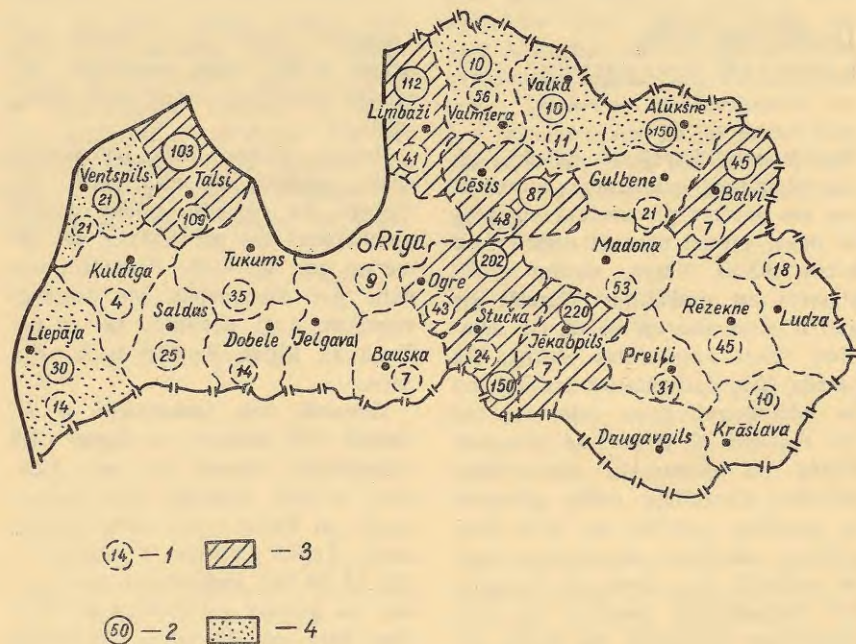 112
10
56
Valka
10
11
Limbaži
Valmiera
41
Alūksne
>150
103
Talsi
109
Ventspils
21
21
Cēsis
87
48
Gulbene
21
45
Balvi
7
Rīga
9
202
Ogre
43
Madona
53
18
Ludza
Kuldīga
4
Tukums
35
Rēzekne
45
Liepāja
30
14
Saldus
25
Dobele
14
Jelgava
Bauska
7
Stučka
24
150
220
Jēkabpils
7
Preiļi
31
10
Krāslava
Daugavpils
14 — 1
— 3
50 — 2
— 4